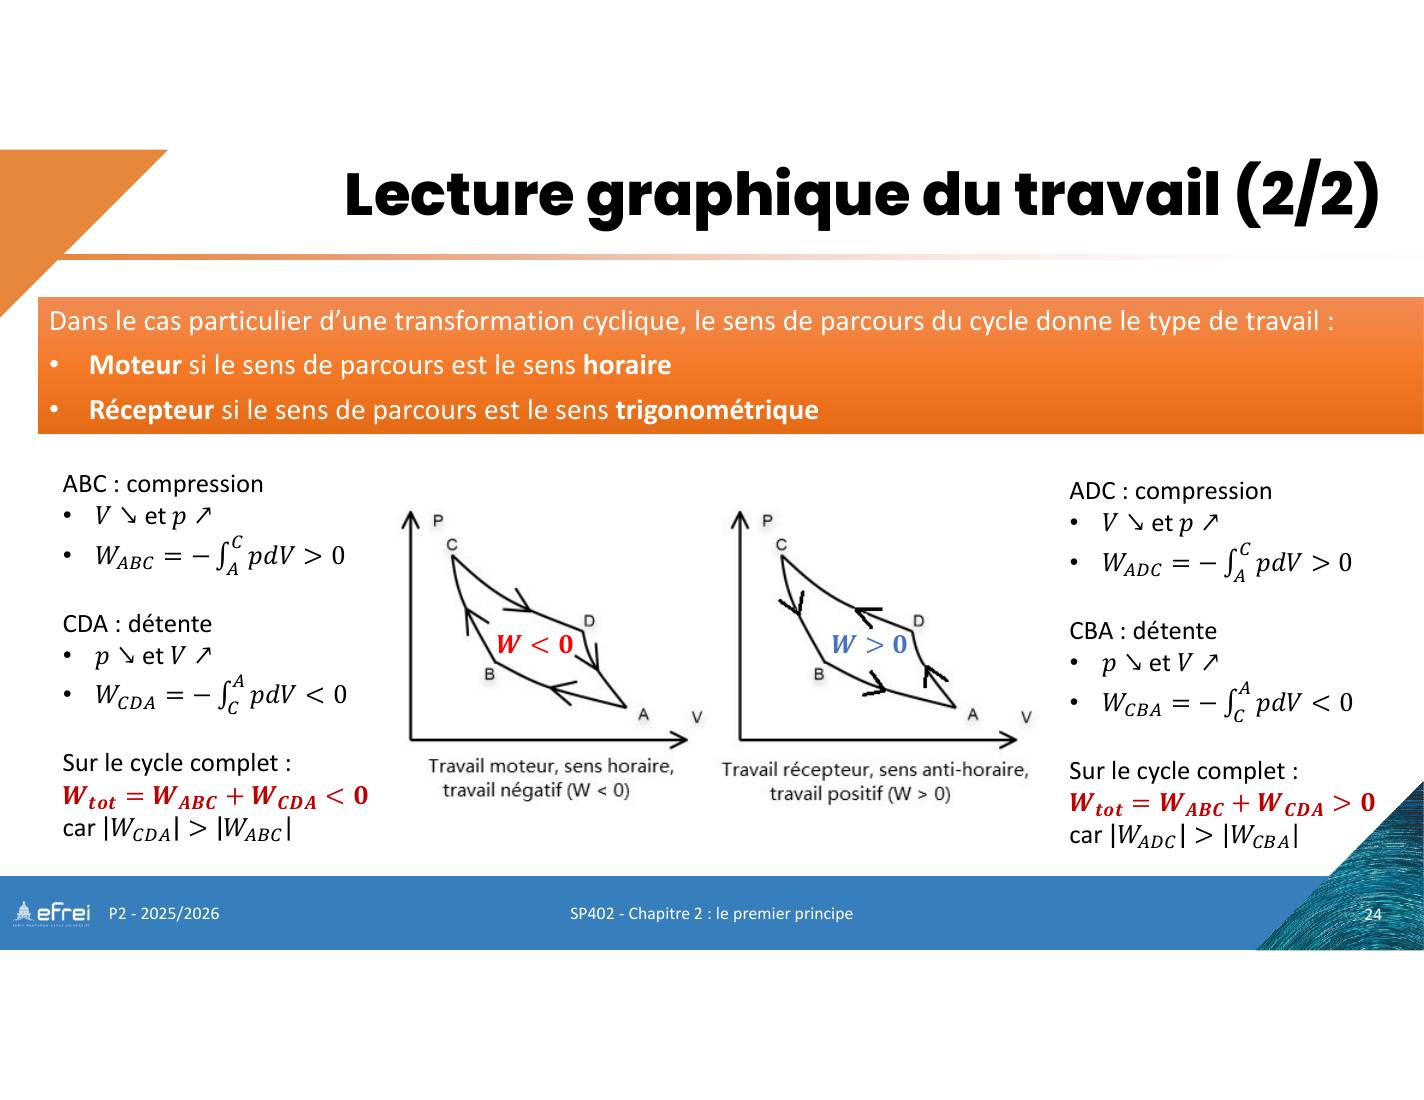 Lecture graphique du travail (2/2)
Dans le cas particulier d’une transformation cyclique, le sens de parcours du cycle donne le type de travail :
• Moteur si le sens de parcours est le sens horaire
• Récepteur si le sens de parcours est le sens trigonométrique
ABC : compression
• V ↘ et p ↗
• W_ABC = − ∫_A^C pdV > 0
CDA : détente
• p ↘ et V ↗
• W_CDA = − ∫_C^A pdV < 0
Sur le cycle complet :
W_tot = W_ABC + W_CDA < 0
car |W_CDA| > |W_ABC|
P
C
D
W < 0
B
A
V
Travail moteur, sens horaire,
travail négatif (W < 0)
P
C
D
W > 0
B
A
V
Travail récepteur, sens anti-horaire,
travail positif (W > 0)
ADC : compression
• V ↘ et p ↗
• W_ADC = − ∫_A^C pdV > 0
CBA : détente
• p ↘ et V ↗
• W_CBA = − ∫_C^A pdV < 0
Sur le cycle complet :
W_tot = W_ABC + W_CDA > 0
car |W_ADC| > |W_CBA|
efrei
P2 - 2025/2026
SP402 - Chapitre 2 : le premier principe
24